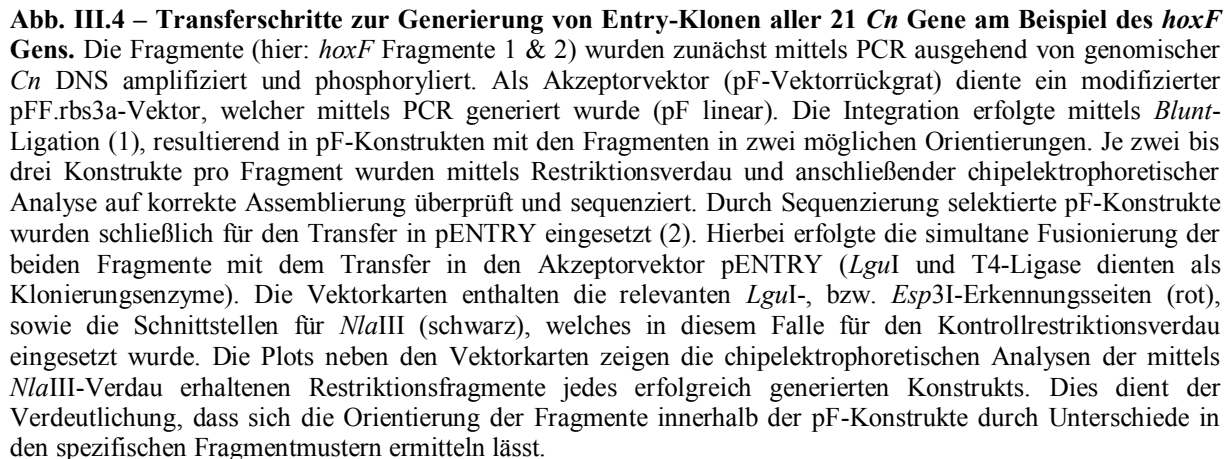 Abb. III.4 – Transferschritte zur Generierung von Entry-Klonen aller 21 Cn Gene am Beispiel des hoxF
Gens. Die Fragmente (hier: hoxF Fragmente 1 & 2) wurden zunächst mittels PCR ausgehend von genomischer
Cn DNS amplifiziert und phosphoryliert. Als Akzeptorvektor (pF-Vektorrückgrat) diente ein modifizierter
pFF.rbs3a-Vektor, welcher mittels PCR generiert wurde (pF linear). Die Integration erfolgte mittels Blunt-
Ligation (1), resultierend in pF-Konstrukten mit den Fragmenten in zwei möglichen Orientierungen. Je zwei bis
drei Konstrukte pro Fragment wurden mittels Restriktionsverdau und anschließender chipelektrophoretischer
Analyse auf korrekte Assemblierung überprüft und sequenziert. Durch Sequenzierung selektierte pF-Konstrukte
wurden schließlich für den Transfer in pENTRY eingesetzt (2). Hierbei erfolgte die simultane Fusionierung der
beiden Fragmente mit dem Transfer in den Akzeptorvektor pENTRY (LguI und T4-Ligase dienten als
Klonierungsenzyme). Die Vektorkarten enthalten die relevanten LguI-, bzw. Esp3I-Erkennungsseiten (rot),
sowie die Schnittstellen für NlaIII (schwarz), welches in diesem Falle für den Kontrollrestriktionsverdau
eingesetzt wurde. Die Plots neben den Vektorkarten zeigen die chipelektrophoretischen Analysen der mittels
NlaIII-Verdau erhaltenen Restriktionsfragmente jedes erfolgreich generierten Konstrukts. Dies dient der
Verdeutlichung, dass sich die Orientierung der Fragmente innerhalb der pF-Konstrukte durch Unterschiede in
den spezifischen Fragmentmustern ermitteln lässt.